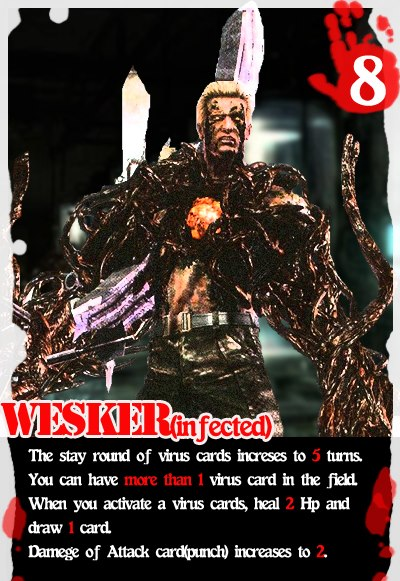 8
WESKER(infected)
The stay round of virus cards increses to 5 turns.
You can have more than 1 virus card in the field.
When you activate a virus cards, heal 2 Hp and
draw 1 card.
Damege of Attack card(punch) increases to 2.